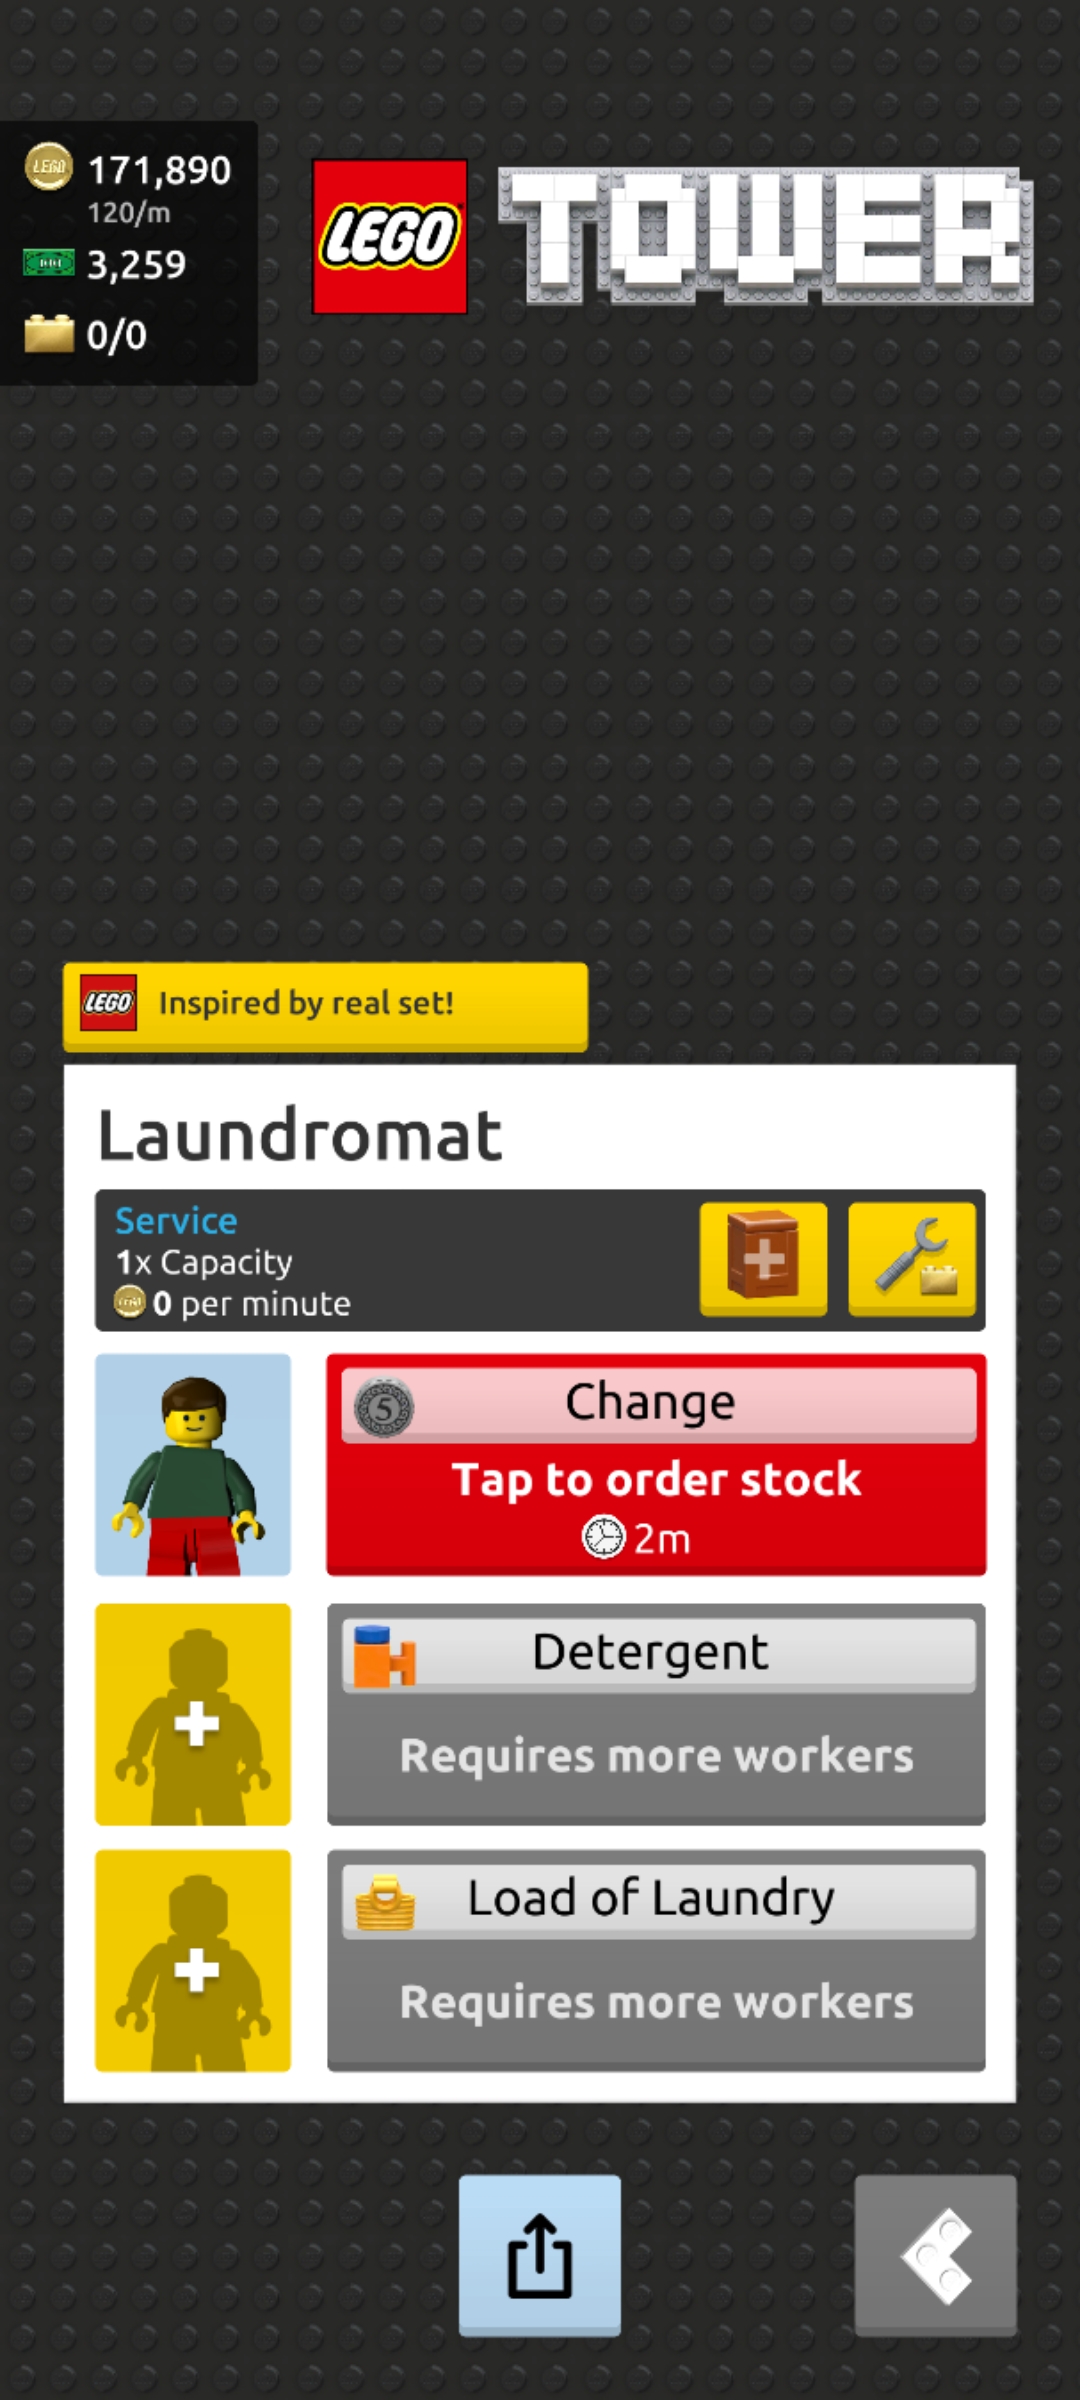 LEGO
171,890
120/m
3,259
0/0
LEGO TOWER
LEGO
Inspired by real set!
Laundromat
Service
1x Capacity
0 per minute
5
Change
Tap to order stock
2m
Detergent
Requires more workers
Load of Laundry
Requires more workers